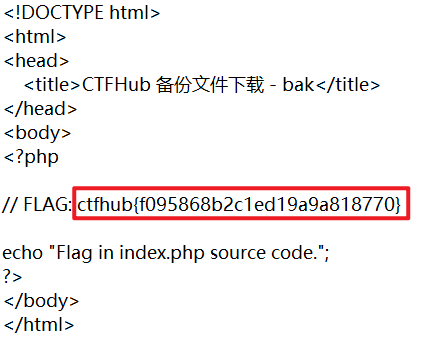 <!DOCTYPE html>
<html>
<head>
<title>CTFHub 备份文件下载 - bak</title>
</head>
<body>
<?php
// FLAG: ctfhub{f095868b2c1ed19a9a818770}
echo "Flag in index.php source code.";
?>
</body>
</html>